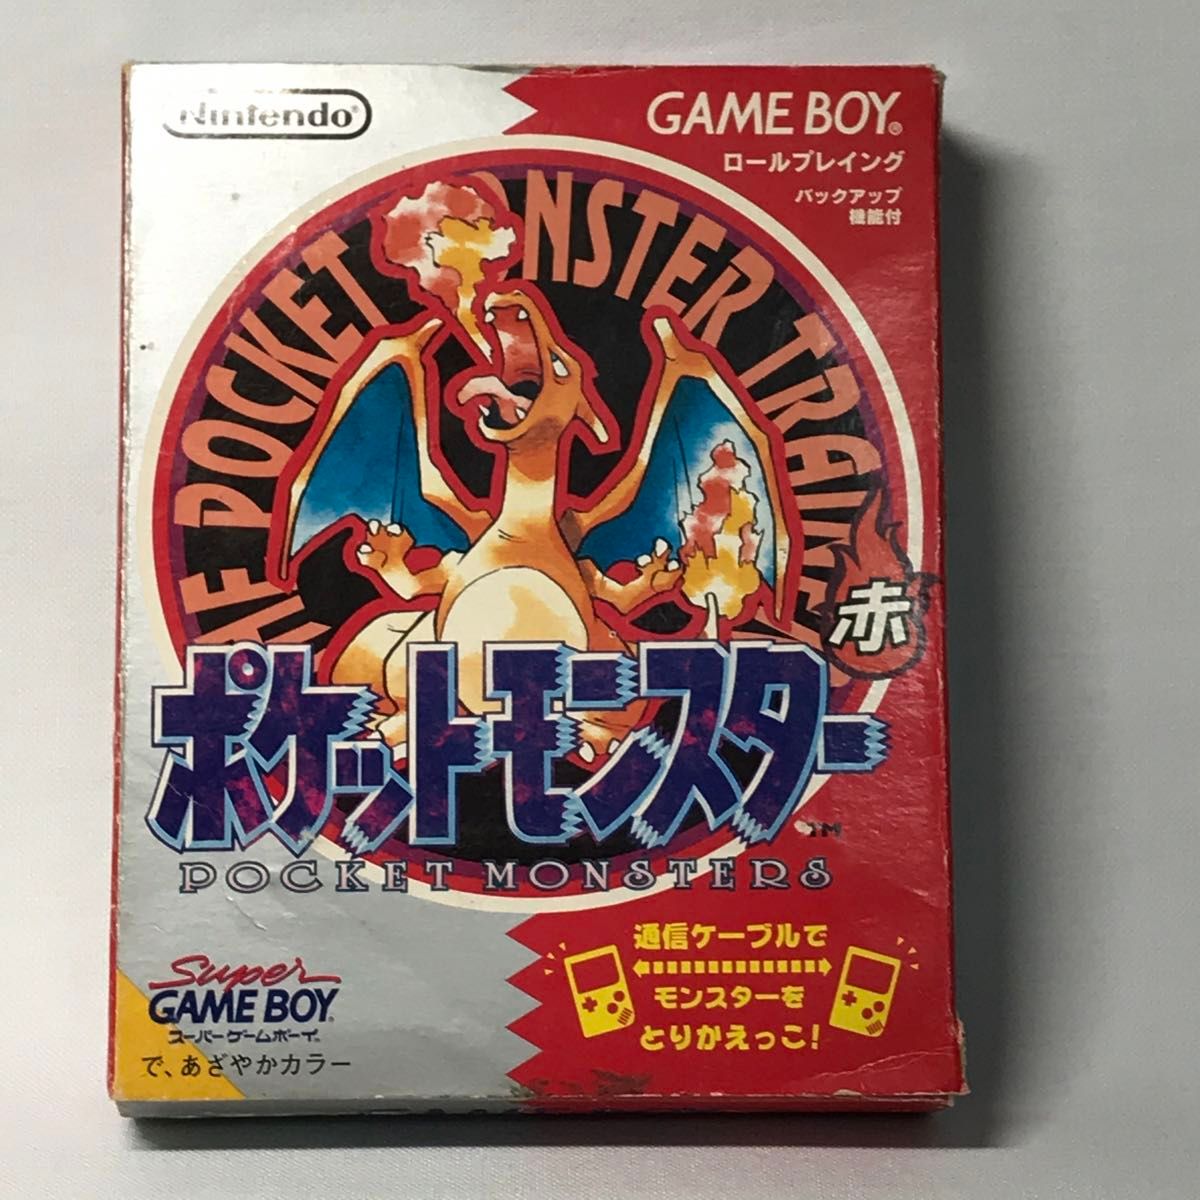 Nintendo®
GAME BOY®
ロールプレイング
バックアップ
機能付
POCKET MONSTER
赤
ポケットモンスター
TM
POCKET MONSTERS
Super
GAME BOY
スーパーゲームボーイ
で、あざやかカラー
通信ケーブルで
モンスターを
とりかえっこ!